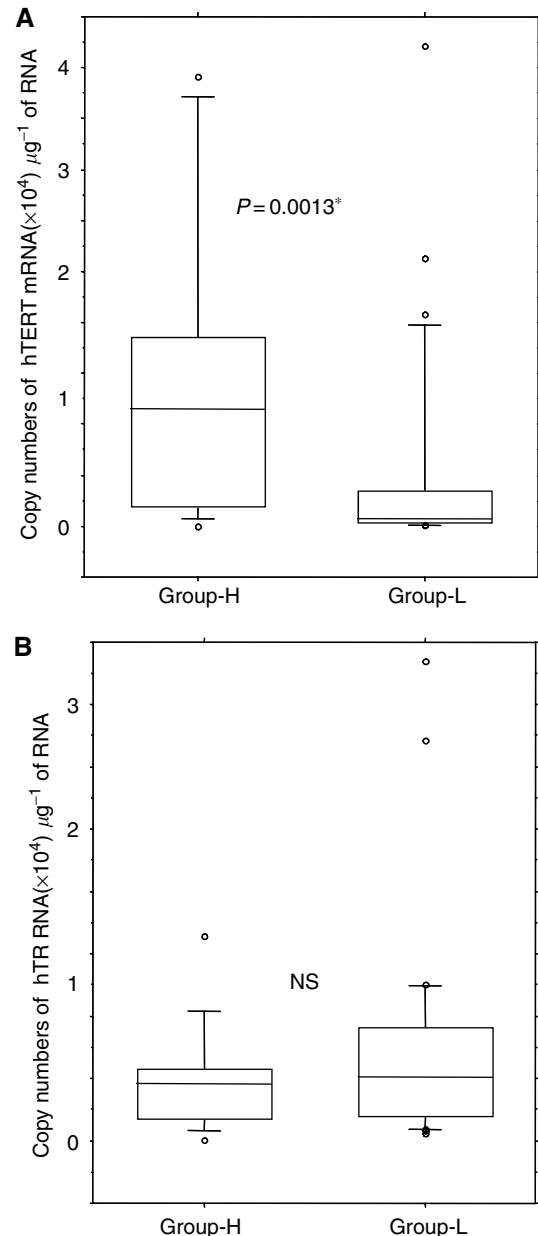 A
Copy numbers of hTERT mRNA(×10⁴) μg⁻¹ of RNA
4
3
P = 0.0013*
2
1
0
Group-H Group-L
B
Copy numbers of hTR RNA(×10⁴) μg⁻¹ of RNA
3
2
1
NS
0
Group-H Group-L